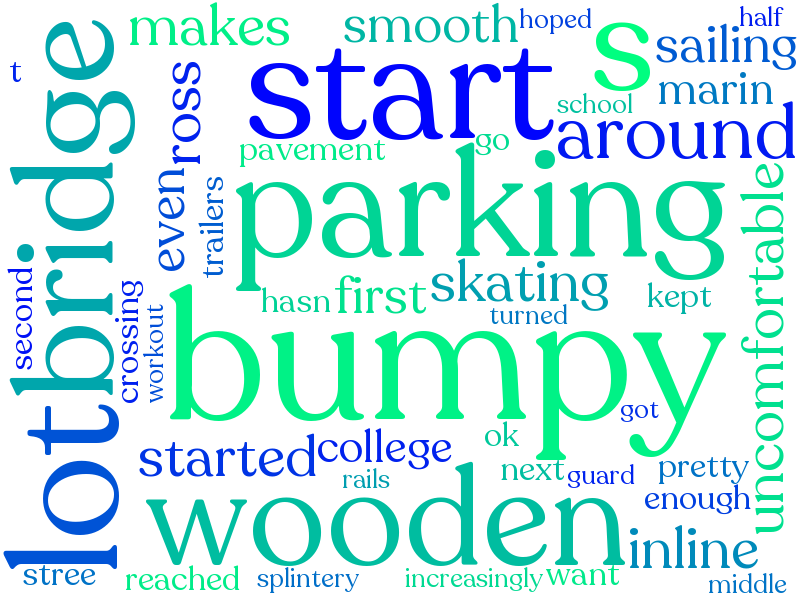 makes
smooth
hoped
half
t
bridge
start
s
sailing
ross
school
marin
around
pavement
go
even
trailers
parking
uncomfortable
second
crossing
workout
hasn
first
skating
turned
kept
bumpy
got
lot
started
college
ok
rails
next
guard
pretty
enough
wooden
inline
stree
reached
splintery
increasingly
want
middle